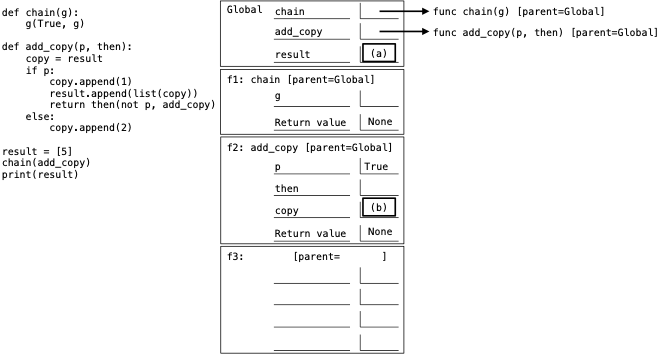 def chain(g):
    g(True, g)
def add_copy(p, then):
    copy = result
    if p:
        copy.append(1)
        result.append(list(copy))
        return then(not p, add_copy)
    else:
        copy.append(2)
result = [5]
chain(add_copy)
print(result)
Global chain func chain(g) [parent=Global]
add_copy func add_copy(p, then) [parent=Global]
result (a)
f1: chain [parent=Global]
g
Return value None
f2: add_copy [parent=Global]
p True
then
copy (b)
Return value None
f3: [parent= ]